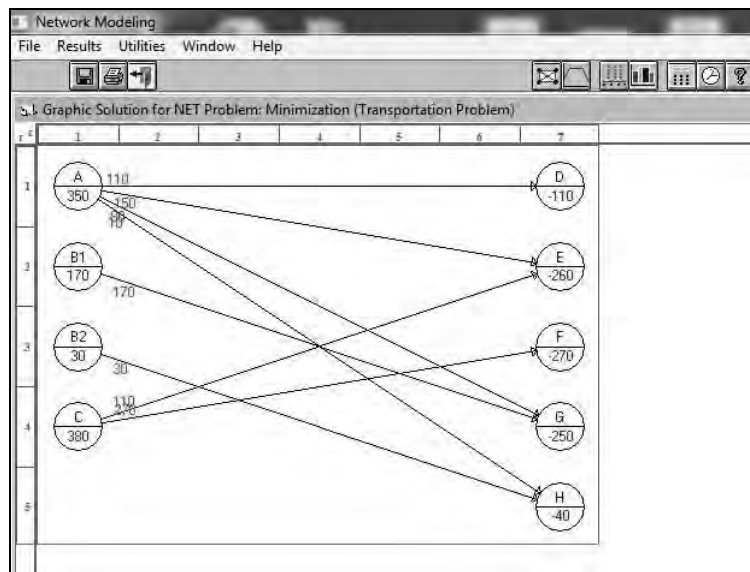 Network Modeling
File Results Utilities Window Help
Graphic Solution for NET Problem: Minimization (Transportation Problem)
1 2 3 4 5 6 7
1
A
350
110
150
10
D
-110
2
B1
170
170
E
-260
3
B2
30
30
F
-270
4
C
380
110
270
G
-250
5
H
-40